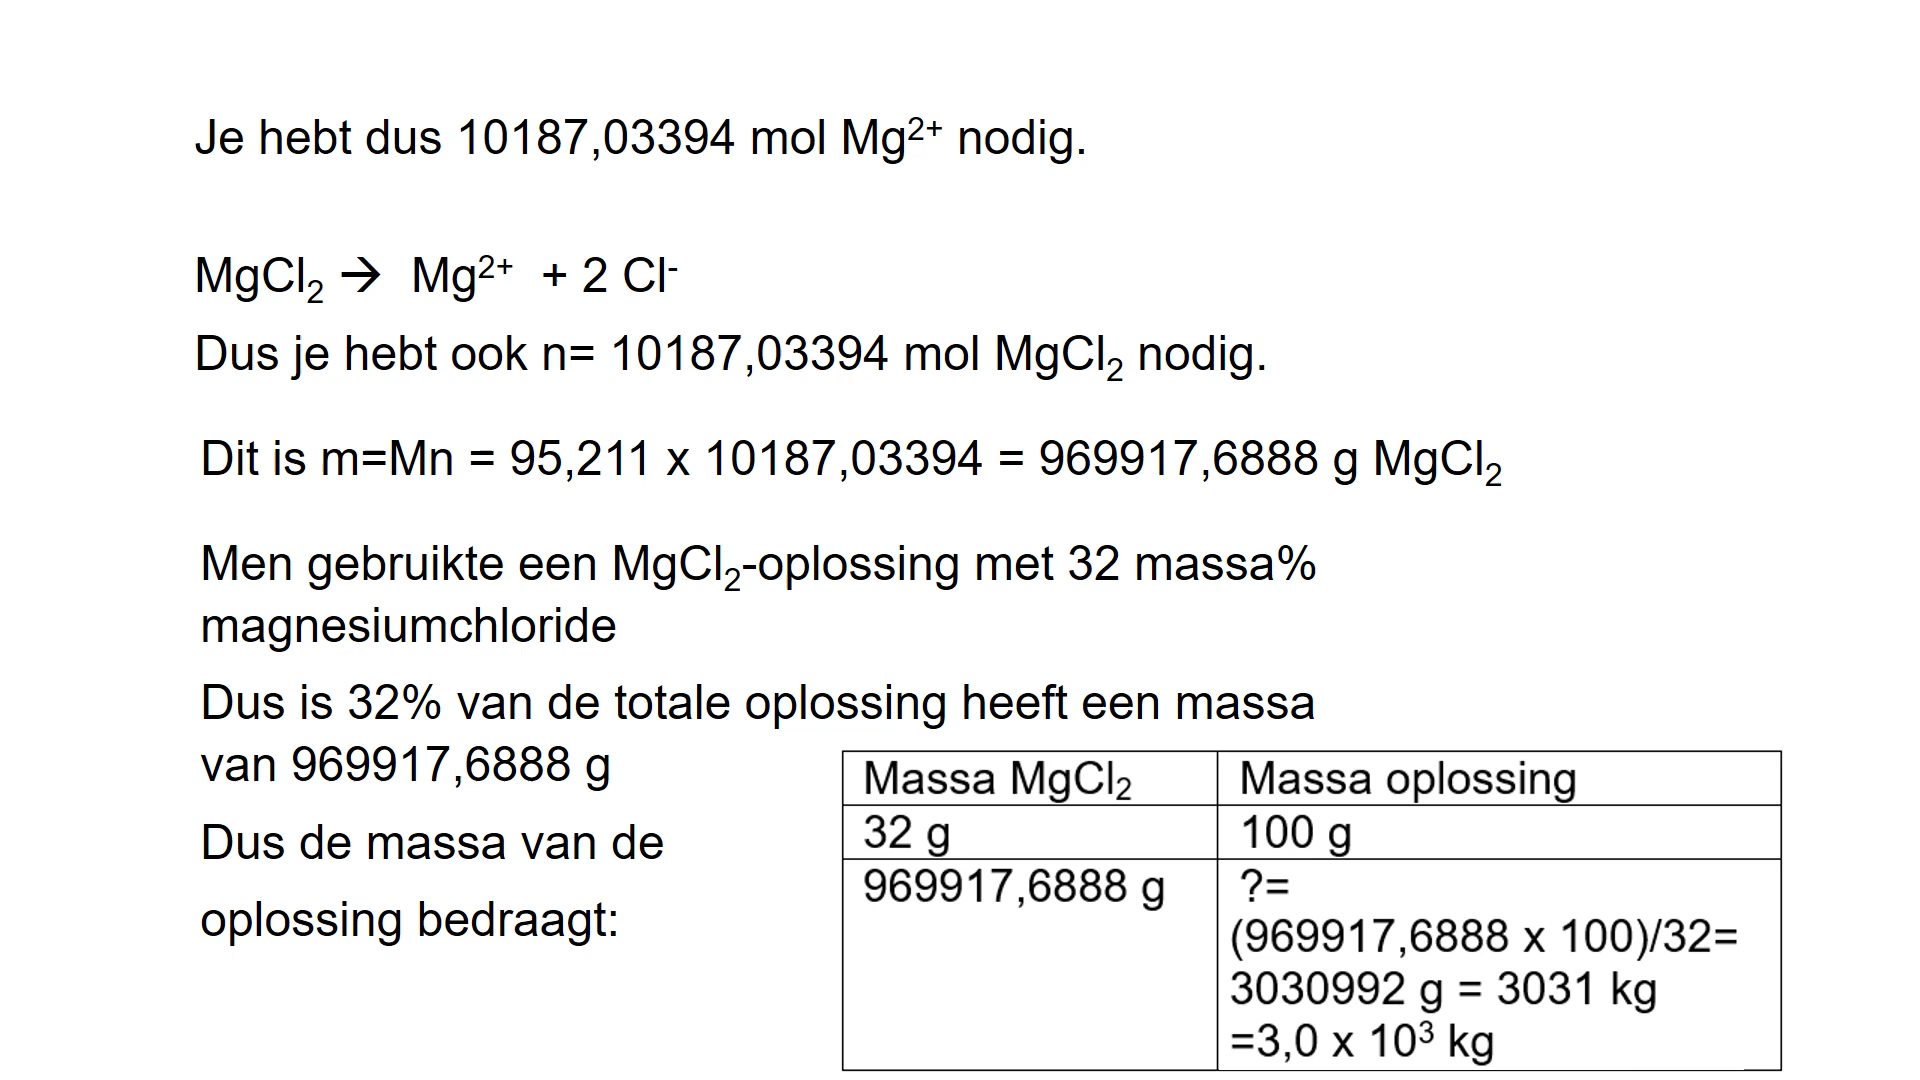 Je hebt dus 10187,03394 mol Mg²⁺ nodig.
MgCl₂ → Mg²⁺ + 2 Cl⁻
Dus je hebt ook n= 10187,03394 mol MgCl₂ nodig.
Dit is m=Mn = 95,211 x 10187,03394 = 969917,6888 g MgCl₂
Men gebruikte een MgCl₂-oplossing met 32 massa%
magnesiumchloride
Dus is 32% van de totale oplossing heeft een massa
van 969917,6888 g
Dus de massa van de
oplossing bedraagt:
Massa MgCl₂ Massa oplossing
32 g 100 g
969917,6888 g ?=
(969917,6888 x 100)/32=
3030992 g = 3031 kg
=3,0 x 10³ kg